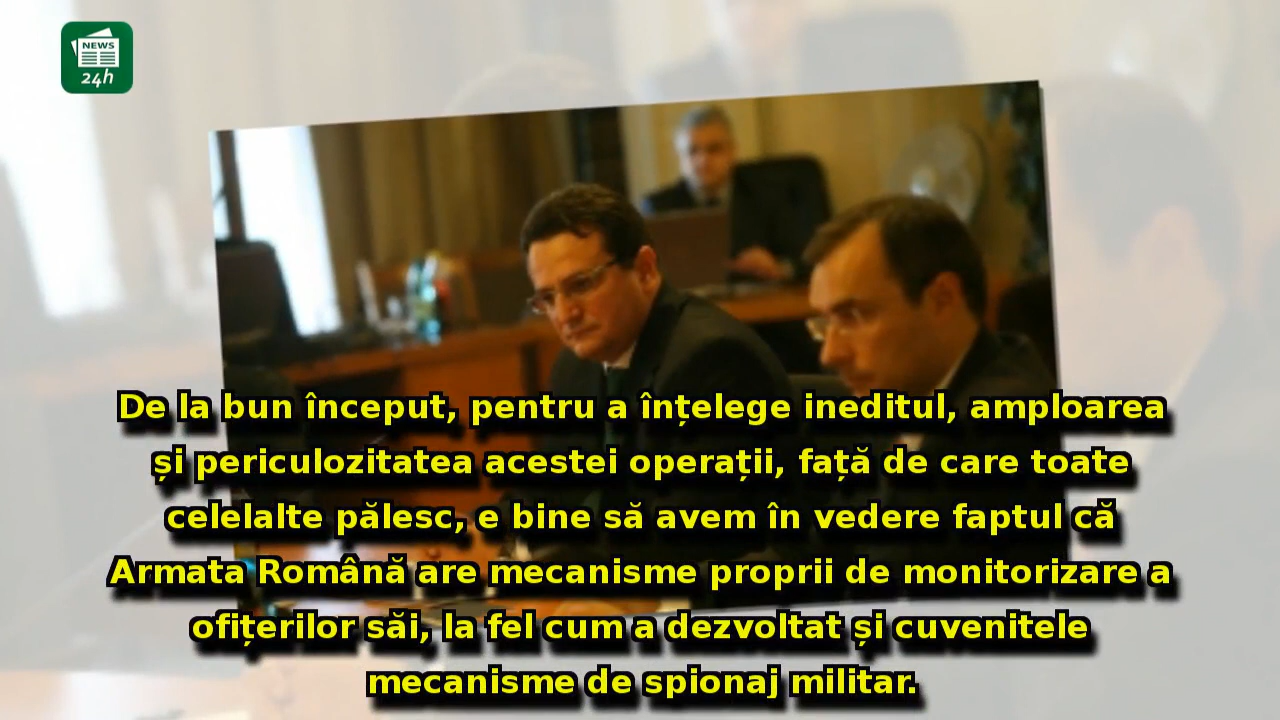 NEWS
24h
De la bun început, pentru a înțelege ineditul, amploarea
și periculozitatea acestei operații, față de care toate
celelalte pălesc, e bine să avem în vedere faptul că
Armata Română are mecanisme proprii de monitorizare a
ofițerilor săi, la fel cum a dezvoltat și cuvenitele
mecanisme de spionaj militar.